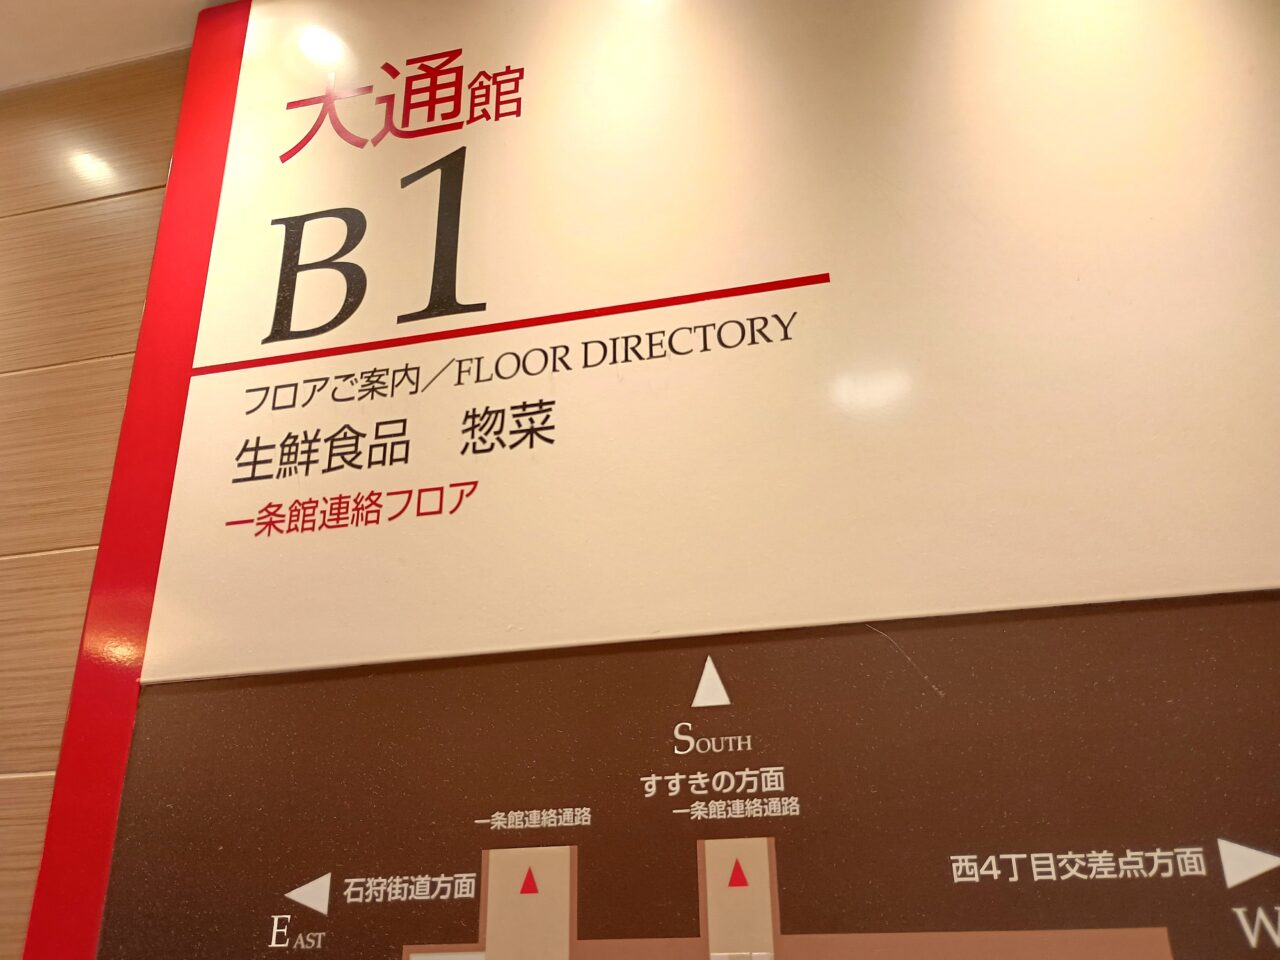 大通館
B1
フロアご案内／FLOOR DIRECTORY
生鮮食品　惣菜
一条館連絡フロア
SOUTH
すすきの方面
一条館連絡通路
一条館連絡通路
石狩街道方面
EAST
西4丁目交差点方面
W